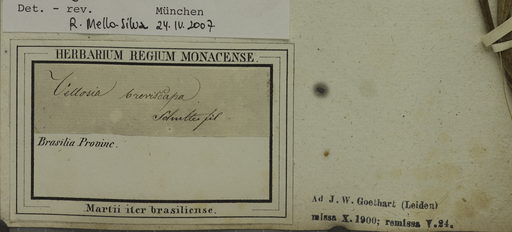 Det. - rev. München
R. Mello-Silva 24.IV.2007
HERBARIUM REGIUM MONACENSE.
Vellosia breviscapa
Schultes fil
Brasilia Provinc.
Martii iter brasiliense.
Ad J. W. Goethart (Leiden)
missa X. 1900; remissa V. 24.